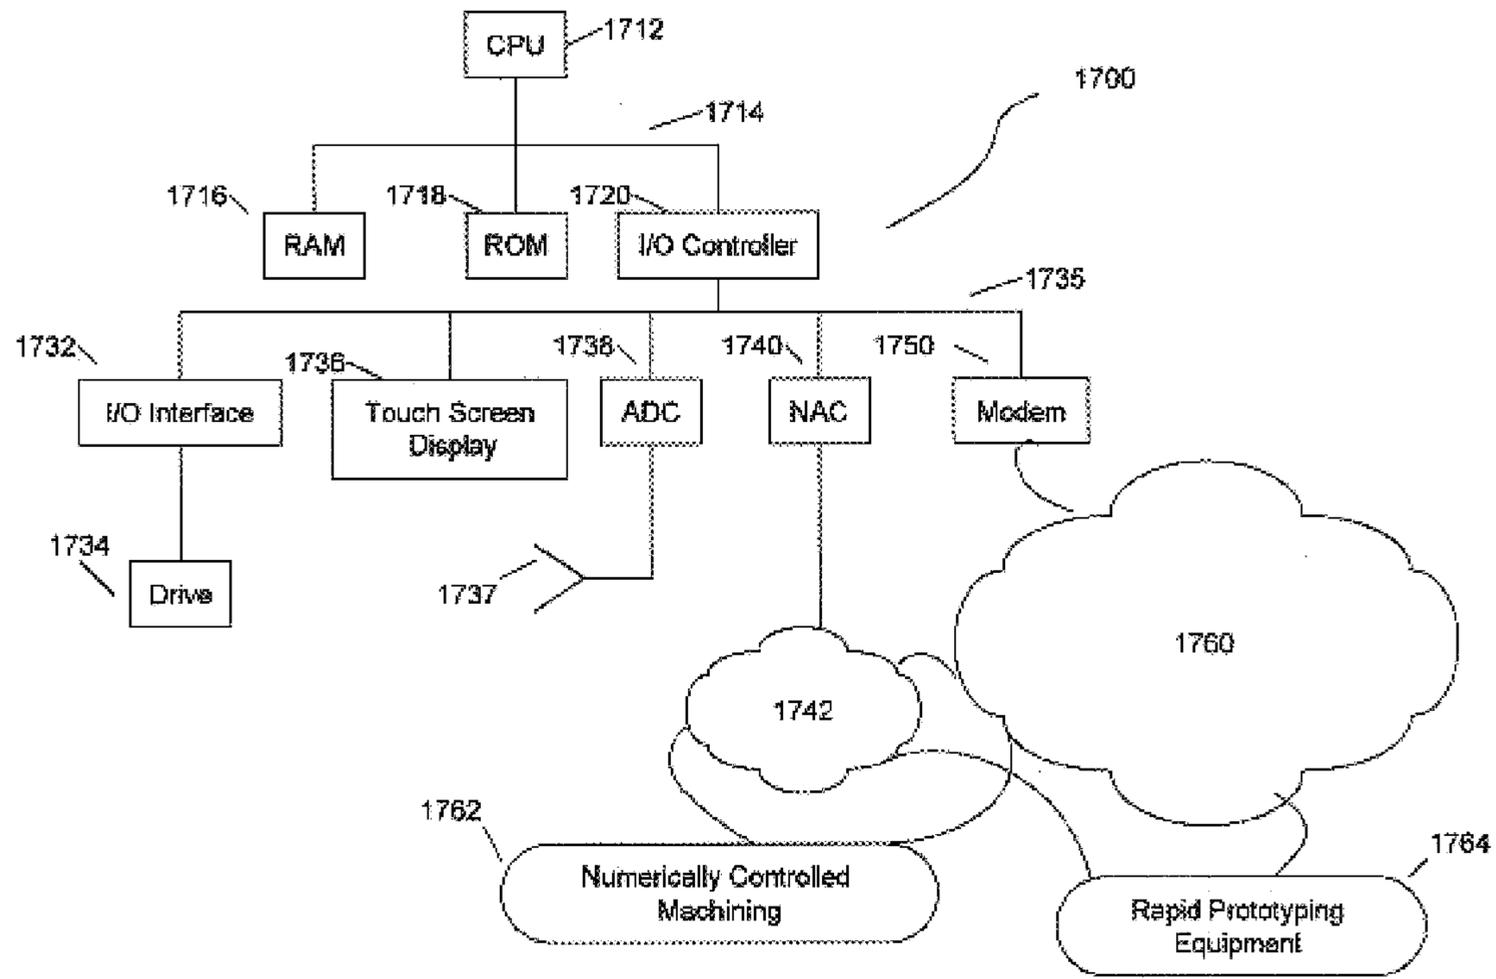 CPU
1712
1700
1714
1716
1718
1720
RAM
ROM
I/O Controller
1735
1732
1736
1738
1740
1750
I/O Interface
Touch Screen
Display
ADC
NAC
Modem
1734
Drive
1737
1760
1742
1762
1764
Numerically Controlled
Machining
Rapid Prototyping
Equipment